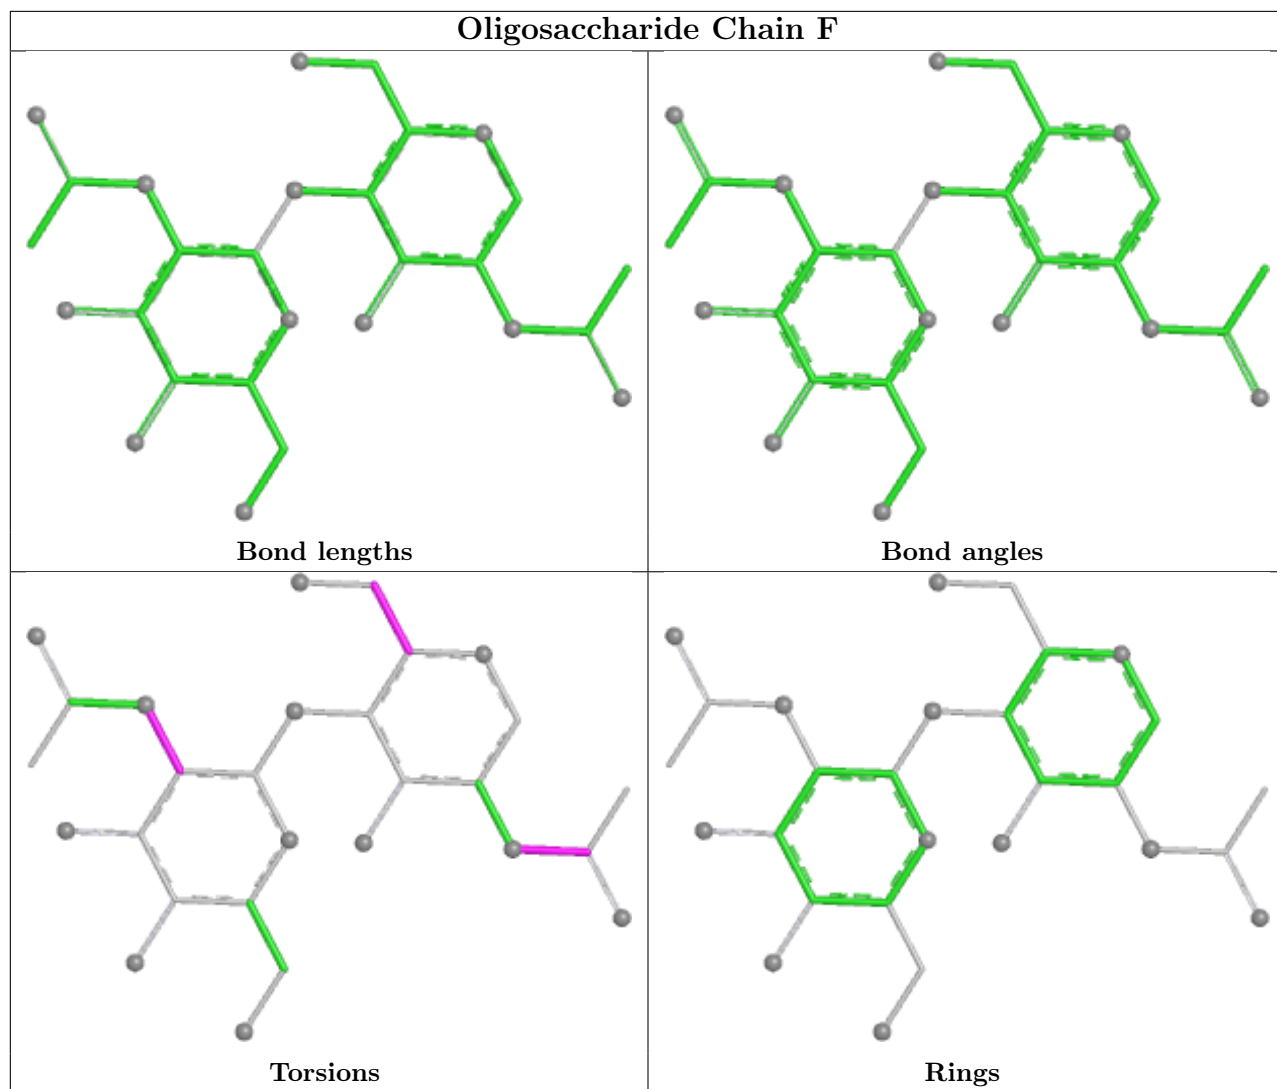 Oligosaccharide Chain F
Bond lengths
Bond angles
Torsions
Rings